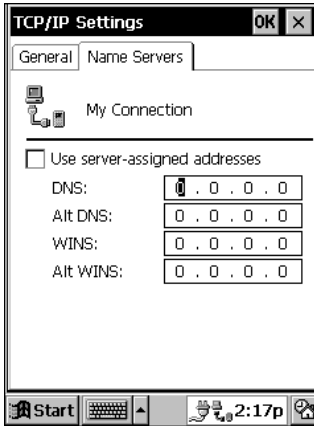 TCP/IP Settings OK ×
General Name Servers
My Connection
Use server-assigned addresses
DNS: 0 . 0 . 0 . 0
Alt DNS: 0 . 0 . 0 . 0
WINS: 0 . 0 . 0 . 0
Alt WINS: 0 . 0 . 0 . 0
Start 2:17p